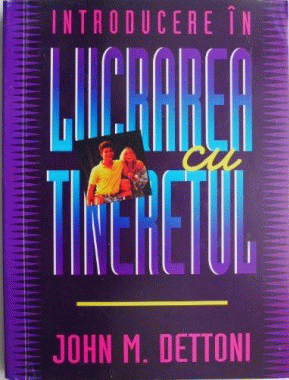 INTRODUCERE ÎN
LUCRAREA
cu
TINERETUL
JOHN M. DETTONI